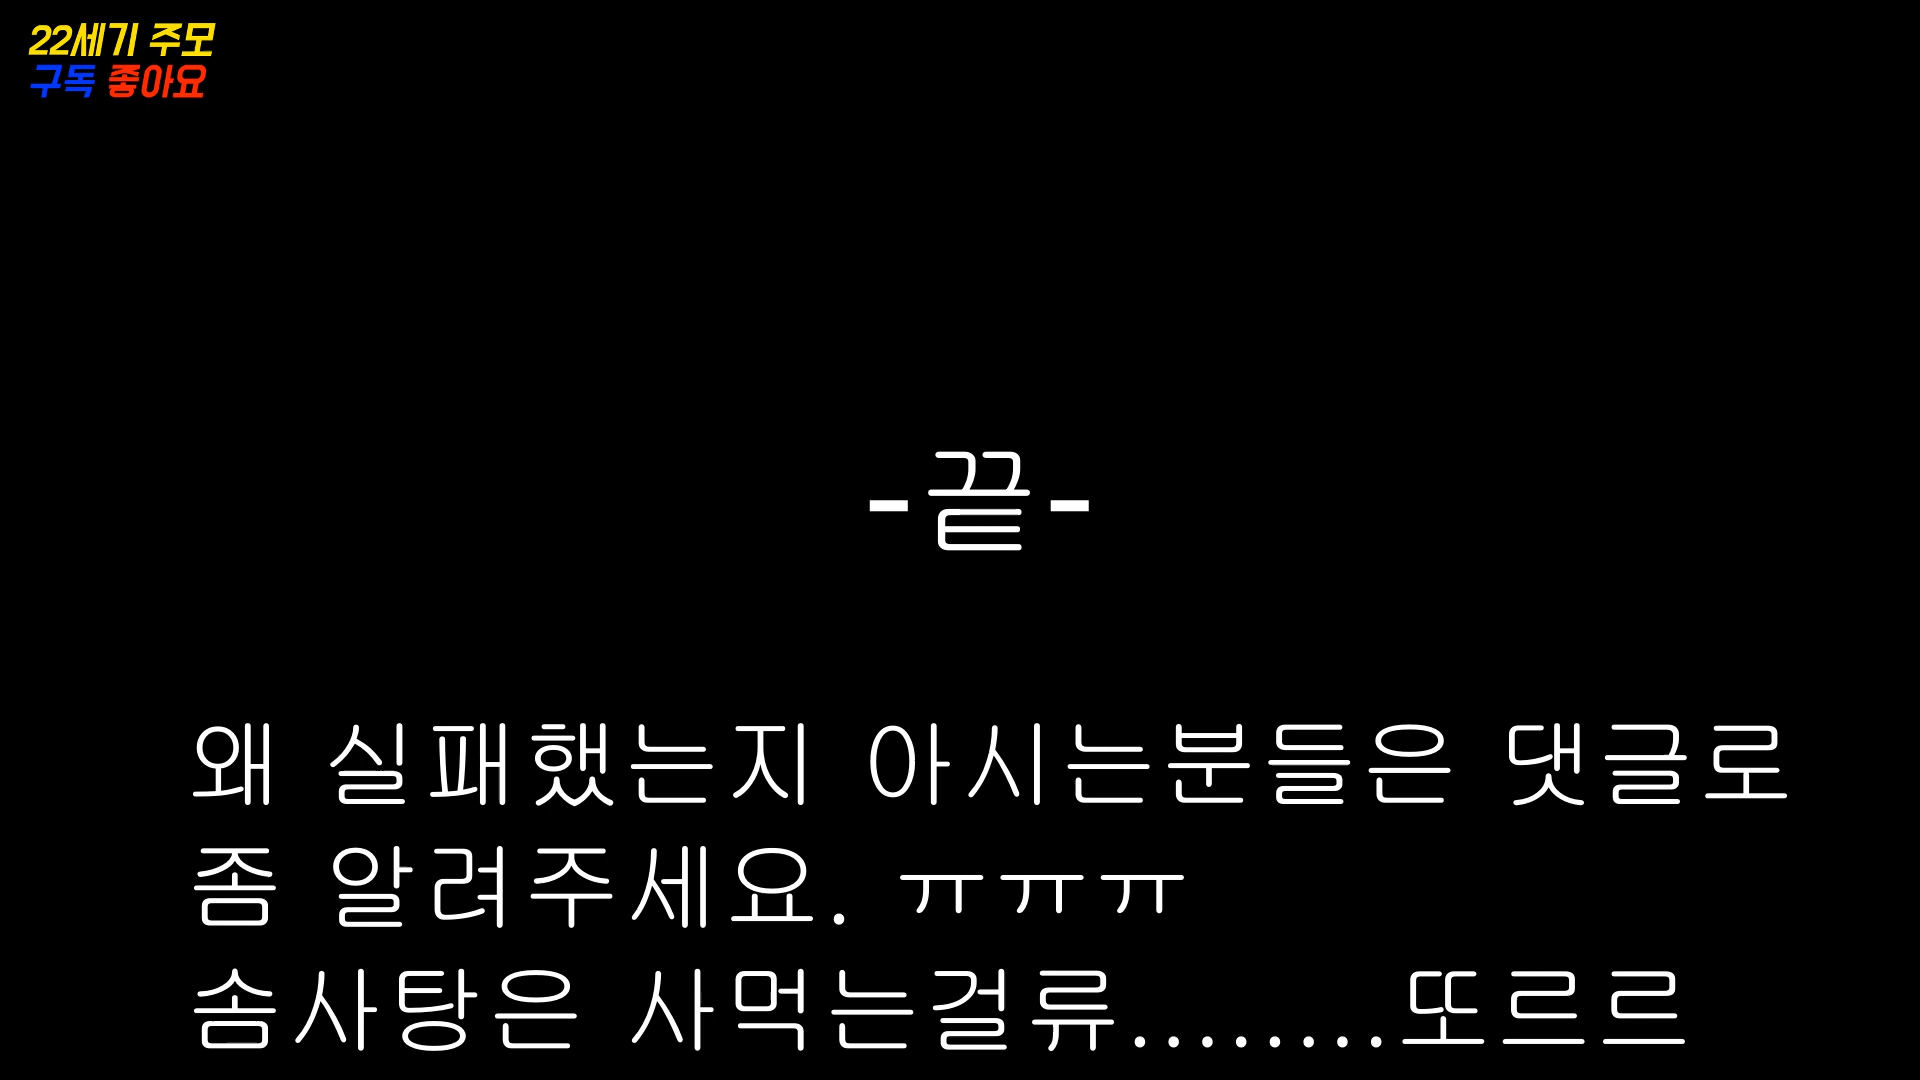 22세기 주모
구독 좋아요
-끝-
왜 실패했는지 아시는분들은 댓글로
좀 알려주세요. ㅠㅠㅠ
솜사탕은 사먹는걸류........또르르